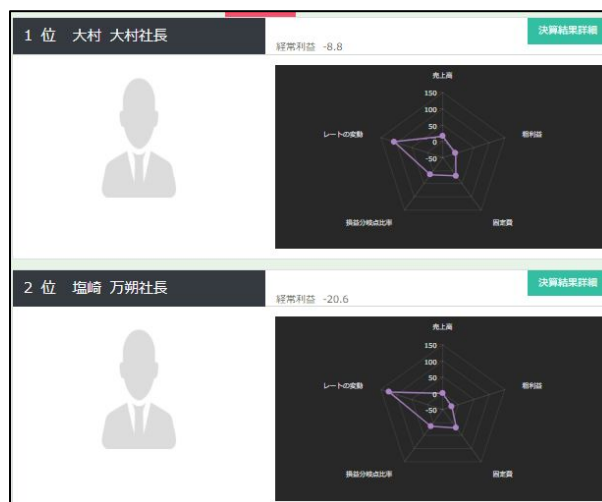 1 位 大村 大村社長
決算結果詳細
経常利益 -8.8
売上高
150
100
50
0
-50
レートの変動
粗利益
損益分岐点比率
固定費
2 位 塩崎 万朔社長
決算結果詳細
経常利益 -20.6
売上高
150
100
50
0
-50
レートの変動
粗利益
損益分岐点比率
固定費